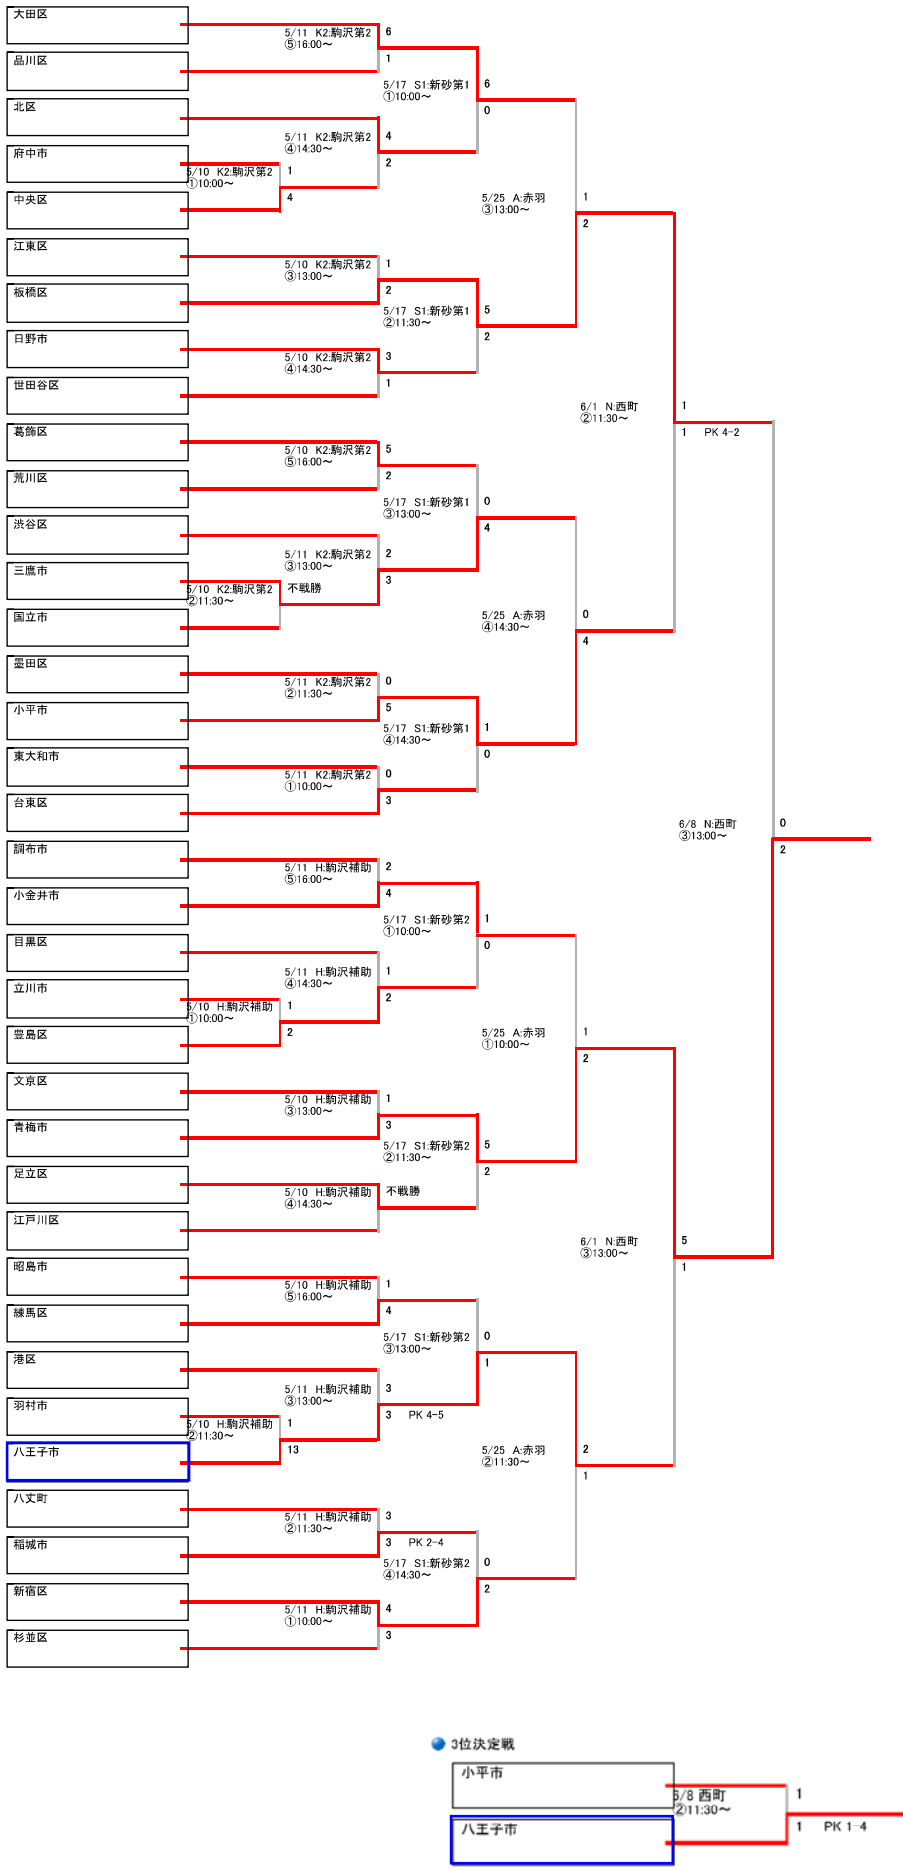 大田区
5/11 K2:駒沢第2
⑤16:00～
6
1
品川区
5/17 S1:新砂第1
①10:00～
6
0
北区
5/11 K2:駒沢第2
④14:30～
4
2
府中市
5/10 K2:駒沢第2
①10:00～
1
4
中央区
5/25 A:赤羽
③13:00～
1
2
江東区
5/10 K2:駒沢第2
③13:00～
1
2
板橋区
5/17 S1:新砂第1
②11:30～
5
2
日野市
5/10 K2:駒沢第2
④14:30～
3
1
世田谷区
6/1 N:西町
②11:30～
1
1 PK 4-2
葛飾区
5/10 K2:駒沢第2
⑤16:00～
5
2
荒川区
5/17 S1:新砂第1
③13:00～
0
4
渋谷区
5/11 K2:駒沢第2
③13:00～
2
3
三鷹市
5/10 K2:駒沢第2
②11:30～
不戦勝
国立市
5/25 A:赤羽
④14:30～
0
4
墨田区
5/11 K2:駒沢第2
②11:30～
0
5
小平市
5/17 S1:新砂第1
④14:30～
1
0
東大和市
5/11 K2:駒沢第2
①10:00～
0
3
台東区
6/8 N:西町
③13:00～
0
2
調布市
5/11 H:駒沢補助
⑤16:00～
2
4
小金井市
5/17 S1:新砂第2
①10:00～
1
0
目黒区
5/11 H:駒沢補助
④14:30～
1
2
立川市
5/10 H:駒沢補助
①10:00～
1
2
豊島区
5/25 A:赤羽
①10:00～
1
2
文京区
5/10 H:駒沢補助
③13:00～
1
3
青梅市
5/17 S1:新砂第2
②11:30～
5
2
足立区
5/10 H:駒沢補助
④14:30～
不戦勝
江戸川区
6/1 N:西町
③13:00～
5
1
昭島市
5/10 H:駒沢補助
⑤16:00～
1
4
練馬区
5/17 S1:新砂第2
③13:00～
0
1
港区
5/11 H:駒沢補助
③13:00～
3
3 PK 4-5
羽村市
5/10 H:駒沢補助
②11:30～
1
13
八王子市
5/25 A:赤羽
②11:30～
2
1
八丈町
5/11 H:駒沢補助
②11:30～
3
3 PK 2-4
稲城市
5/17 S1:新砂第2
④14:30～
0
2
新宿区
5/11 H:駒沢補助
①10:00～
4
3
杉並区
3位決定戦
小平市
6/8 西町
②11:30～
1
1 PK 1-4
八王子市